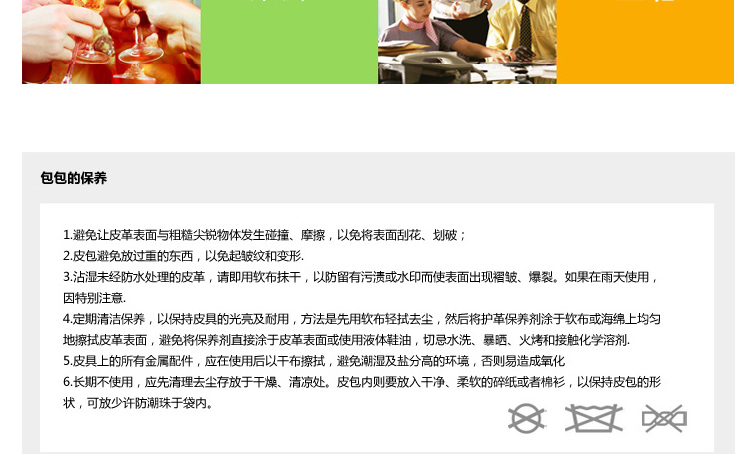 包包的保养
1.避免让皮革表面与粗糙尖锐物体发生碰撞、摩擦，以免将表面刮花、划破；
2.皮包避免放过重的东西，以免起皱纹和变形.
3.沾湿未经防水处理的皮革，请即用软布抹干，以防留有污渍或水印而使表面出现褶皱、爆裂。如果在雨天使用，
因特别注意.
4.定期清洁保养，以保持皮具的光亮及耐用，方法是先用软布轻拭去尘，然后将护革保养剂涂于软布或海绵上均匀
地擦拭皮革表面，避免将保养剂直接涂于皮革表面或使用液体鞋油，切忌水洗、暴晒、火烤和接触化学溶剂.
5.皮具上的所有金属配件，应在使用后以干布擦拭，避免潮湿及盐分高的环境，否则易造成氧化
6.长期不使用，应先清理去尘存放于干燥、清凉处。皮包内则要放入干净、柔软的碎纸或者棉衫，以保持皮包的形
状，可放少许防潮珠于袋内。